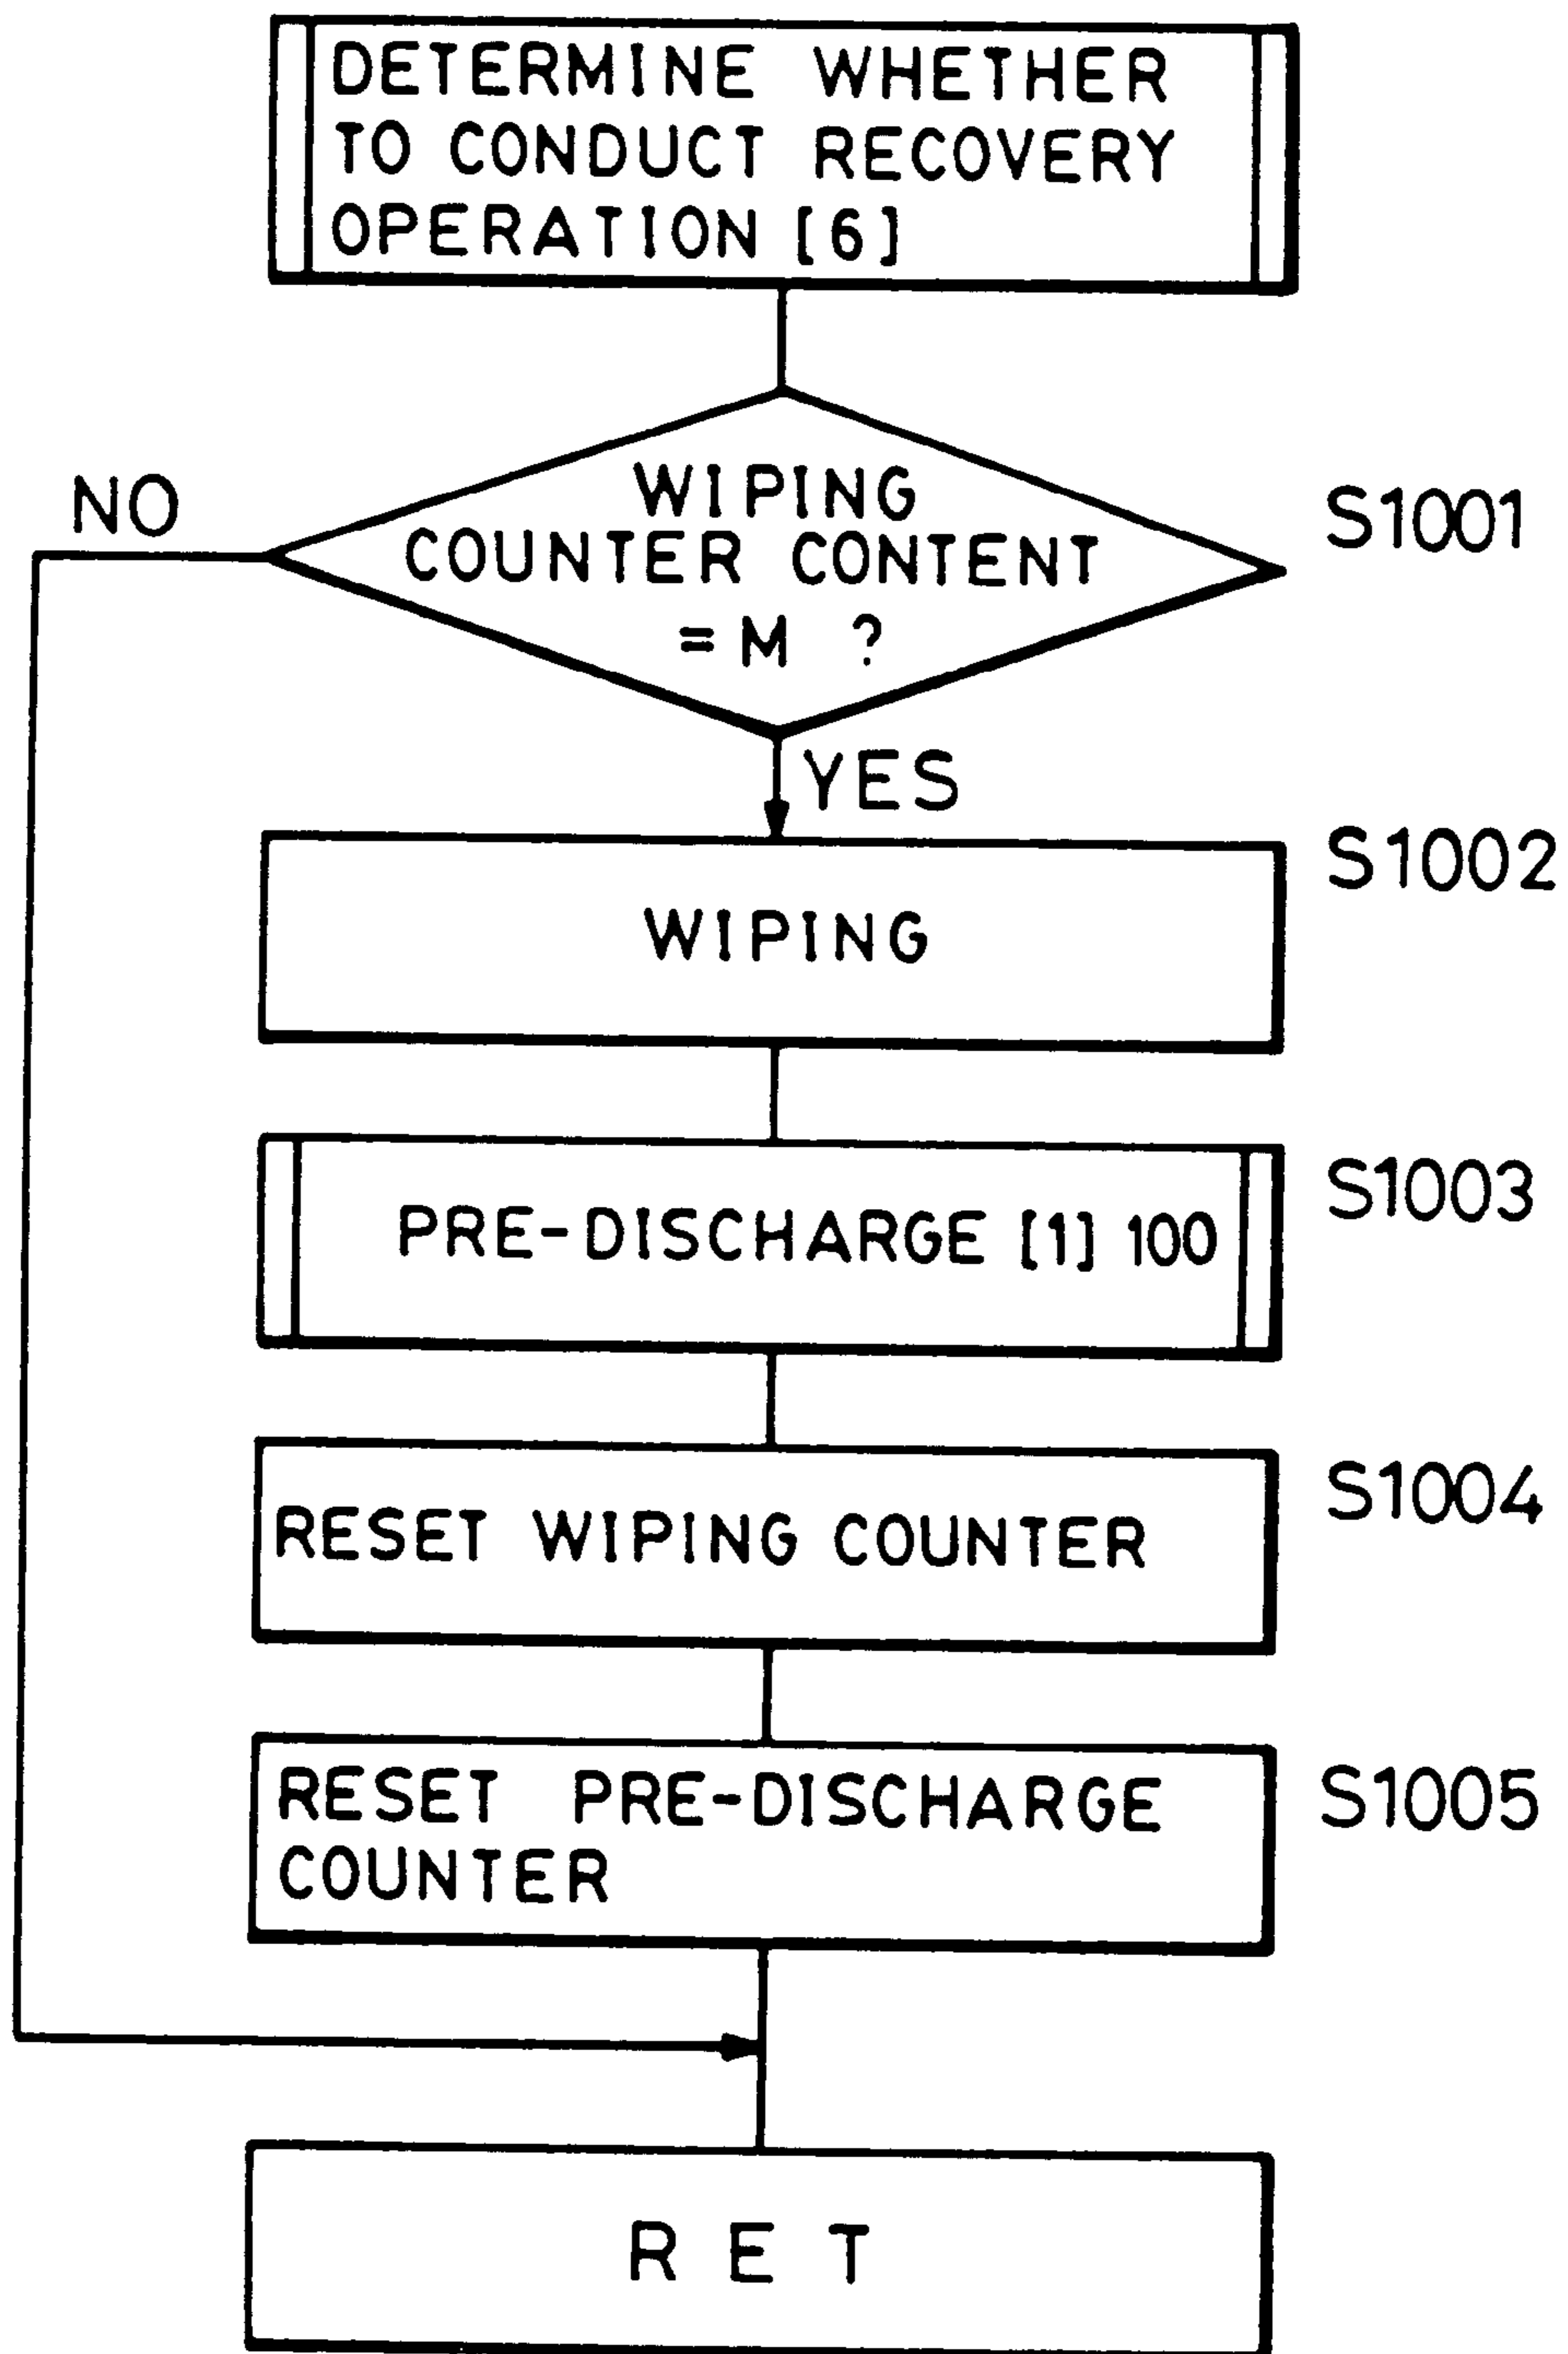 DETERMINE WHETHER
TO CONDUCT RECOVERY
OPERATION [6]
NO
WIPING
COUNTER CONTENT
= M ?
S1001
YES
S1002
WIPING
S1003
PRE-DISCHARGE [1] 100
S1004
RESET WIPING COUNTER
S1005
RESET PRE-DISCHARGE
COUNTER
RET